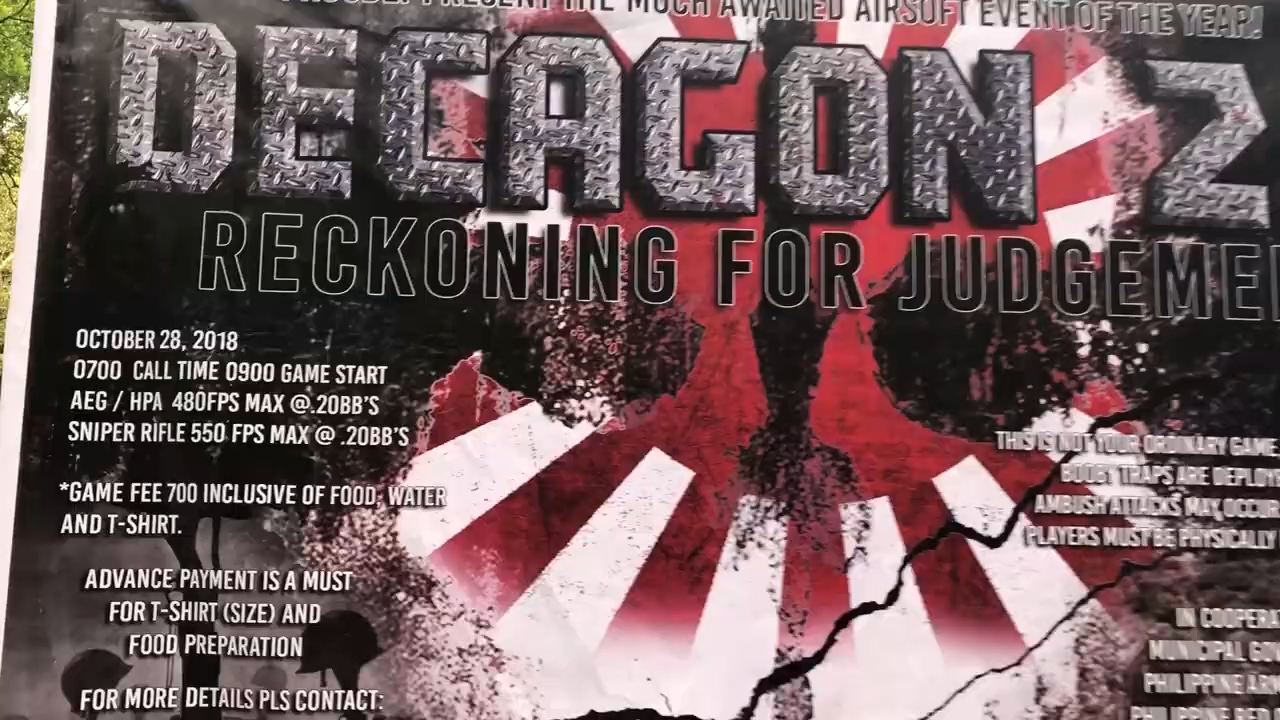 PRESENT THE MUCH AWAITED AIRSOFT EVENT OF THE YEAR!
DECAGON 2
RECKONING FOR JUDGEME
OCTOBER 28, 2018
0700 CALL TIME 0900 GAME START
AEG / HPA 480FPS MAX @.20BB'S
SNIPER RIFLE 550 FPS MAX @ .20BB'S
*GAME FEE 700 INCLUSIVE OF FOOD, WATER
AND T-SHIRT.
ADVANCE PAYMENT IS A MUST
FOR T-SHIRT (SIZE) AND
FOOD PREPARATION
FOR MORE DETAILS PLS CONTACT:
THIS IS NOT YOUR ORDINARY GAME
BOOBY TRAPS ARE DEPLOY
AMBUSH ATTACKS MAY OCCUR
PLAYERS MUST BE PHYSICALLY
IN COOPERA
MUNICIPAL GOV
PHILIPPINE ARM
PHILIPPINE RED